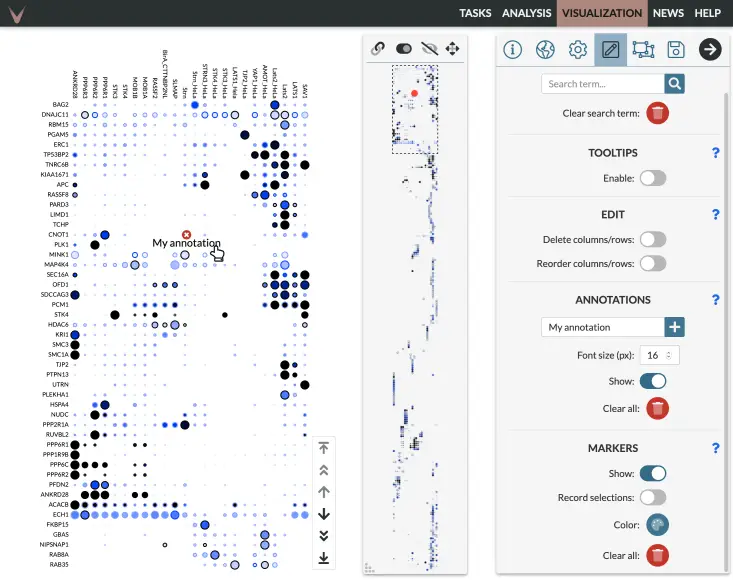 TASKS ANALYSIS VISUALIZATION NEWS HELP
ANKRD28
PPP6R3
PPP6R2
PPP6R1
STK3
STK4
MOB1B
MOB1A
RASSF2
BirA_CTTNBP2NL
SLMAP
Strn
Strn_HeLa
STRN3_HeLa
STK4_HeLa
STK3_HeLa
LATS1_HeLa
TJP2_HeLa
YAP1_HeLa
AMOT_HeLa
Lats2_HeLa
Lats2
LATS1
SAV1
BAG2
DNAJC11
RBM15
PGAM5
ERC1
TP53BP2
TNRC6B
KIAA1671
APC
RASSF8
PARD3
LIMD1
TCHP
CNOT1
PLK1
MINK1
MAP4K4
SEC16A
OFD1
SDCCAG3
PCM1
STK4
HDAC6
KRI1
SMC3
SMC1A
TJP2
PTPN13
UTRN
PLEKHA1
HSPA4
NUDC
PPP2R1A
RUVBL2
PPP6R1
PPP1R9B
PPP6C
PPP6R2
PFDN2
ANKRD28
ACACB
ECH1
FKBP15
GBAS
NIPSNAP1
RAB8A
RAB35
My annotation
Search term...
Clear search term:
TOOLTIPS ?
Enable:
EDIT ?
Delete columns/rows:
Reorder columns/rows:
ANNOTATIONS ?
My annotation
Font size (px): 16
Show:
Clear all:
MARKERS ?
Show:
Record selections:
Color:
Clear all: